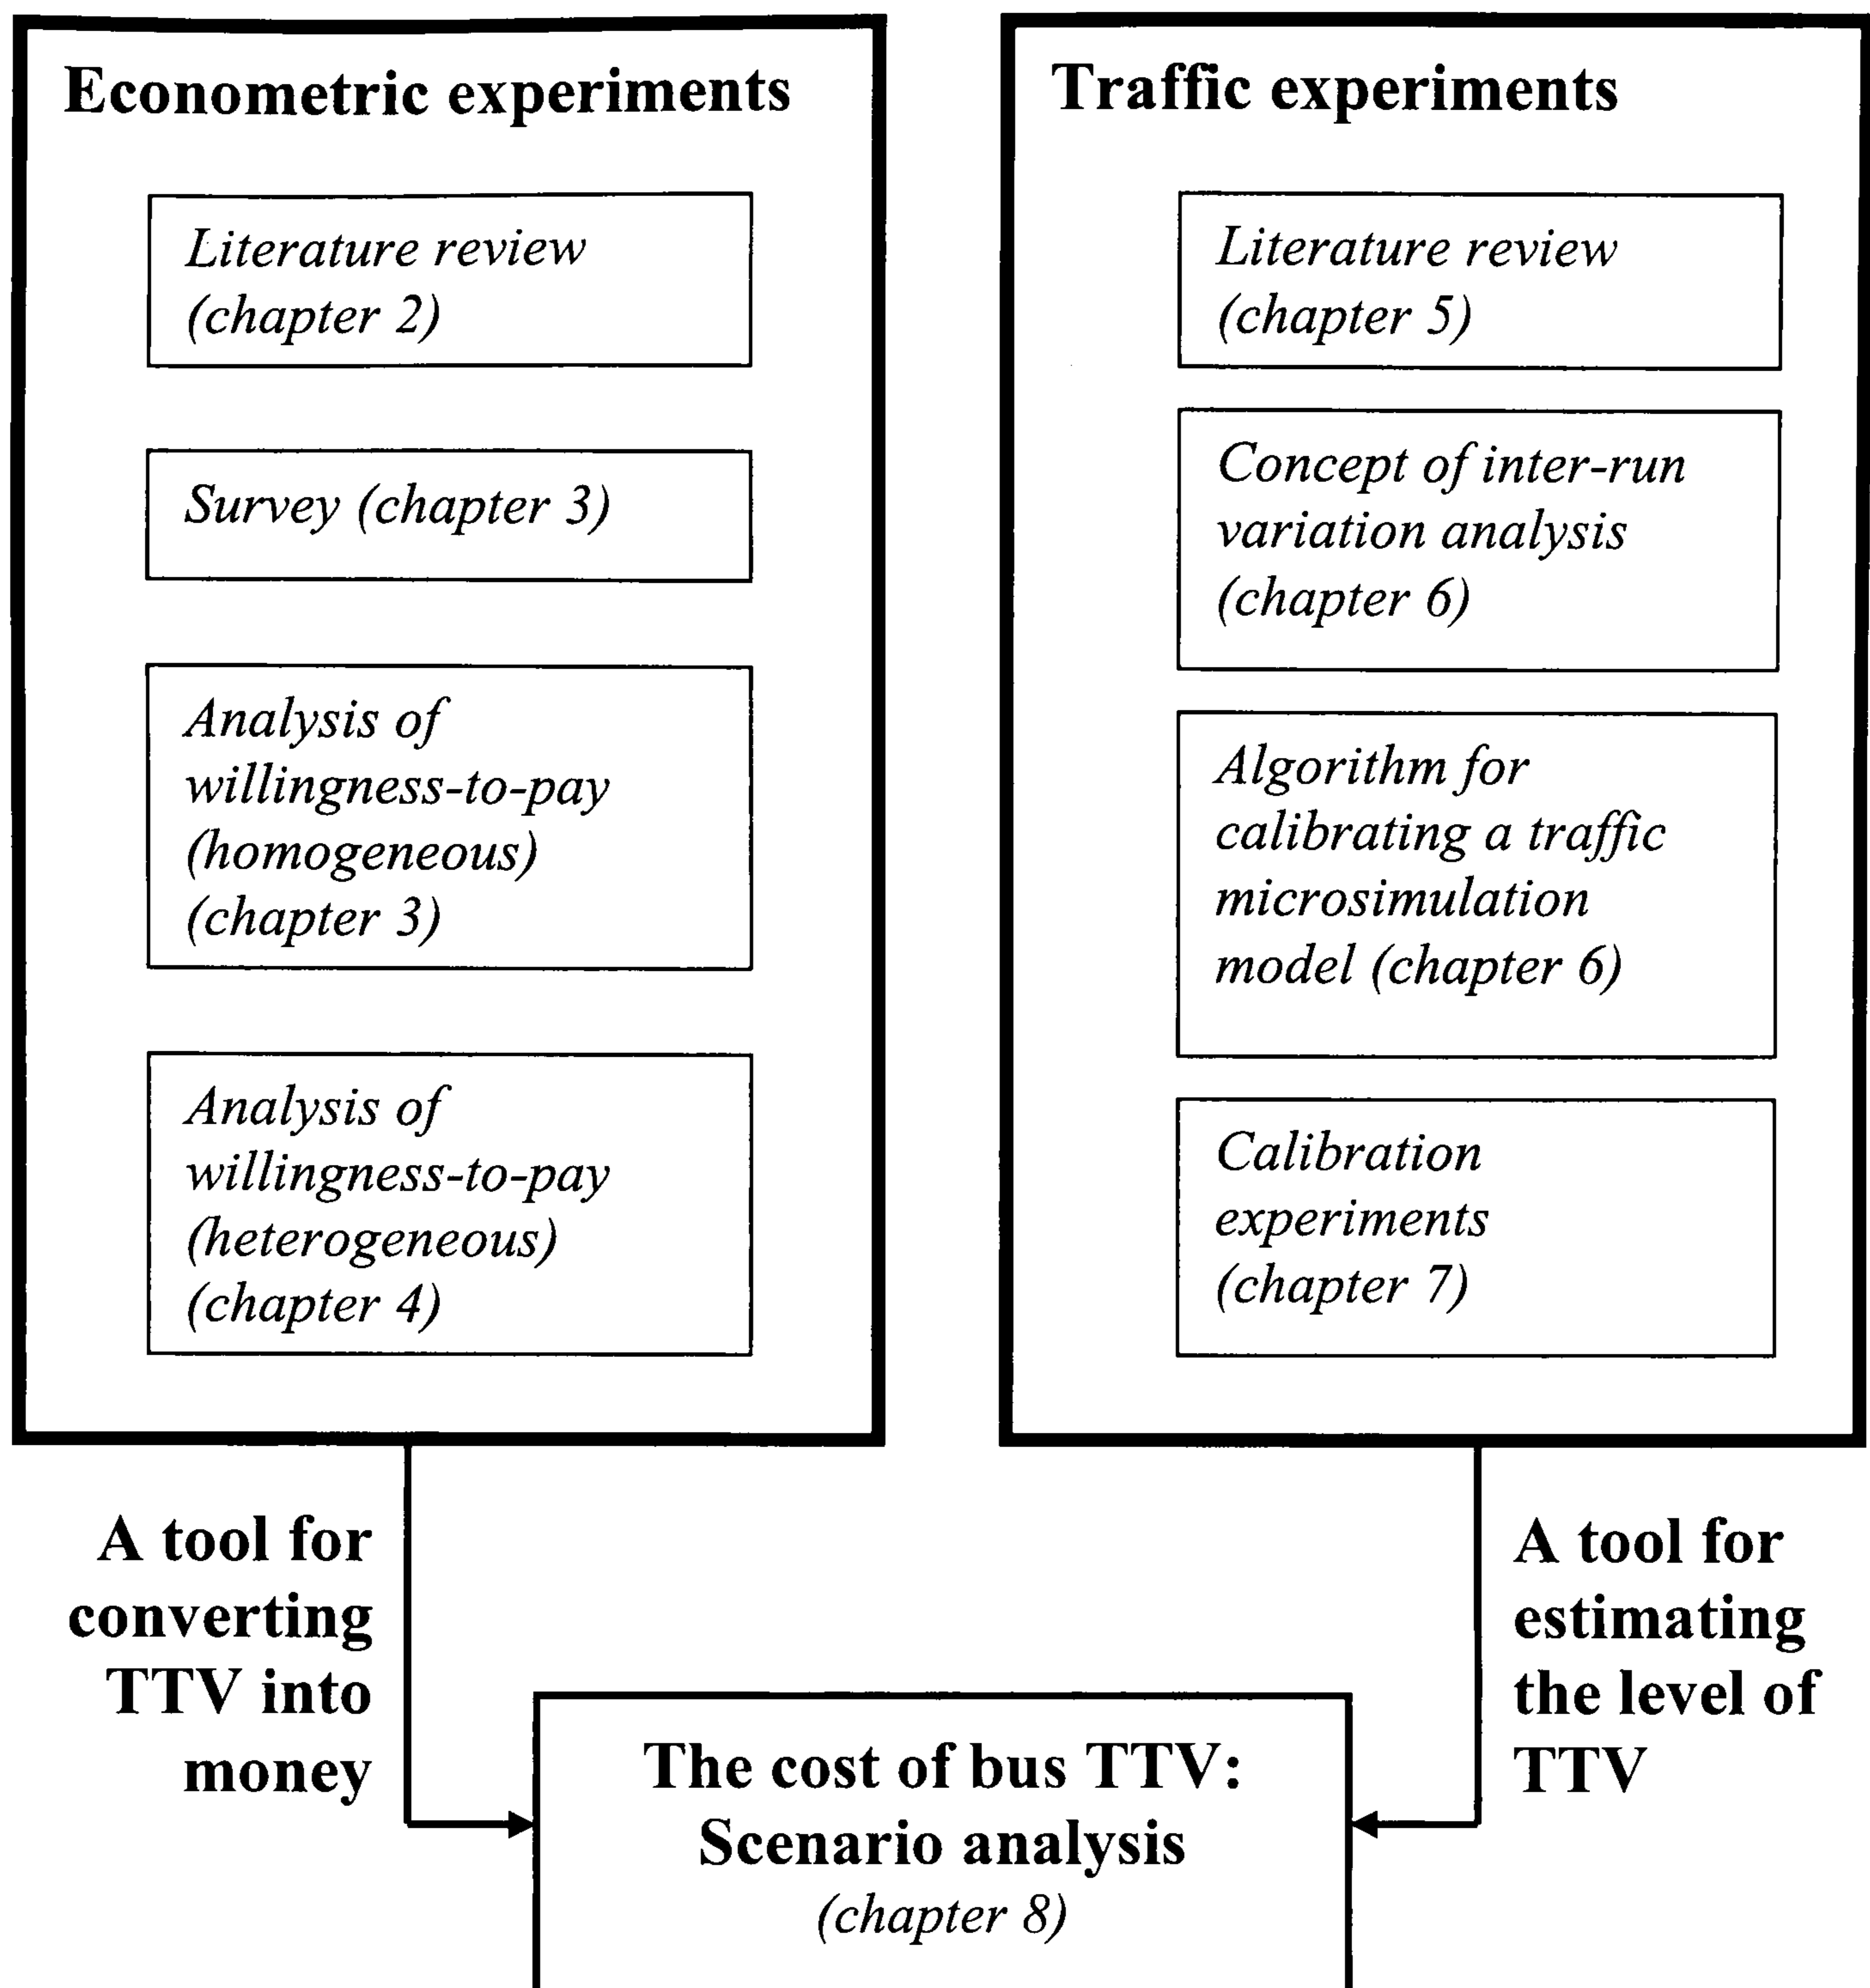 Econometric experiments
Literature review
(chapter 2)
Survey (chapter 3)
Analysis of
willingness-to-pay
(homogeneous)
(chapter 3)
Analysis of
willingness-to-pay
(heterogeneous)
(chapter 4)
Traffic experiments
Literature review
(chapter 5)
Concept of inter-run
variation analysis
(chapter 6)
Algorithm for
calibrating a traffic
microsimulation
model (chapter 6)
Calibration
experiments
(chapter 7)
A tool for
converting
TTV into
money
A tool for
estimating
the level of
TTV
The cost of bus TTV:
Scenario analysis
(chapter 8)